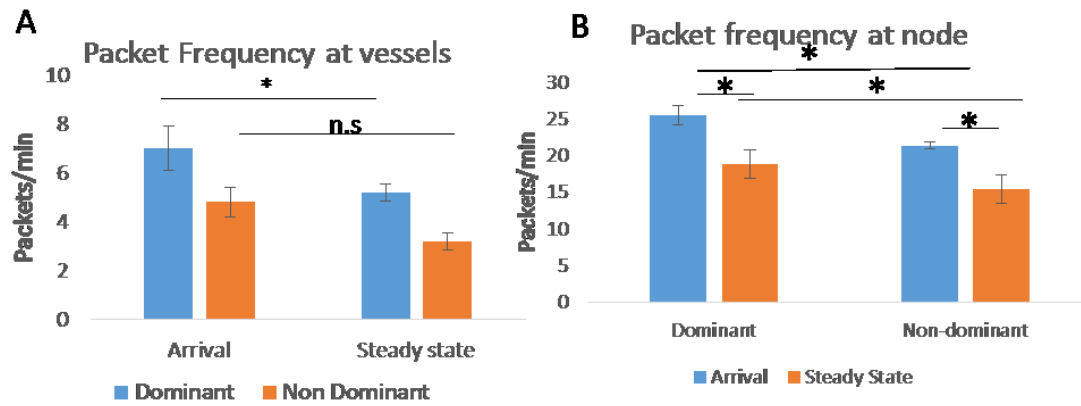 A
Packet Frequency at vessels
Packets/min
10
8
6
4
2
0
*
n.s
Arrival
Steady state
Dominant
Non Dominant
B
Packet frequency at node
Packets/min
30
25
20
15
10
5
0
*
*
*
*
Dominant
Non-dominant
Arrival
Steady State